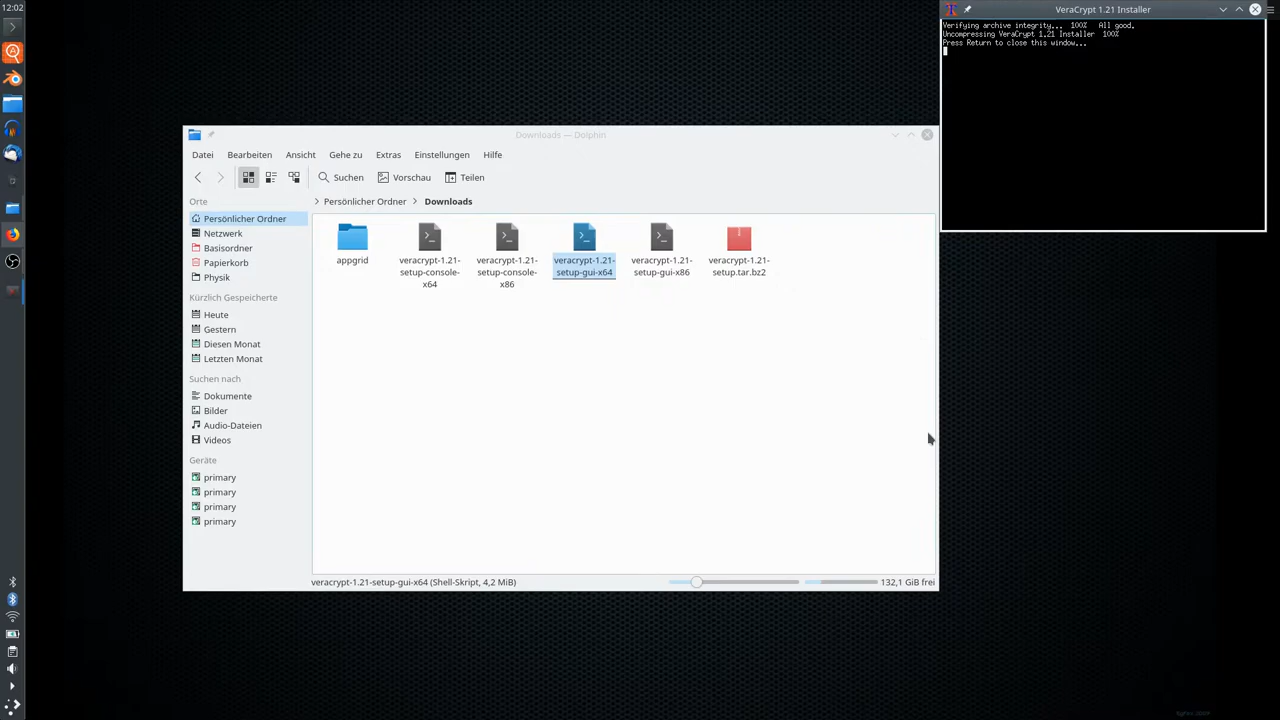 12:02
VeraCrypt 1.21 Installer
Verifying archive integrity... 100% All good.
Uncompressing VeraCrypt 1.21 Installer 100%
Press Return to close this window...
Downloads — Dolphin
Datei Bearbeiten Ansicht Gehe zu Extras Einstellungen Hilfe
Suchen Vorschau Teilen
Orte
Persönlicher Ordner
Netzwerk
Basisordner
Papierkorb
Physik
Kürzlich Gespeicherte
Heute
Gestern
Diesen Monat
Letzten Monat
Suchen nach
Dokumente
Bilder
Audio-Dateien
Videos
Geräte
primary
primary
primary
primary
Persönlicher Ordner > Downloads
appgrid
veracrypt-1.21-
setup-console-
x64
veracrypt-1.21-
setup-console-
x86
veracrypt-1.21-
setup-gui-x64
veracrypt-1.21-
setup-gui-x86
veracrypt-1.21-
setup.tar.bz2
veracrypt-1.21-setup-gui-x64 (Shell-Skript, 4,2 MiB)
132,1 GiB frei